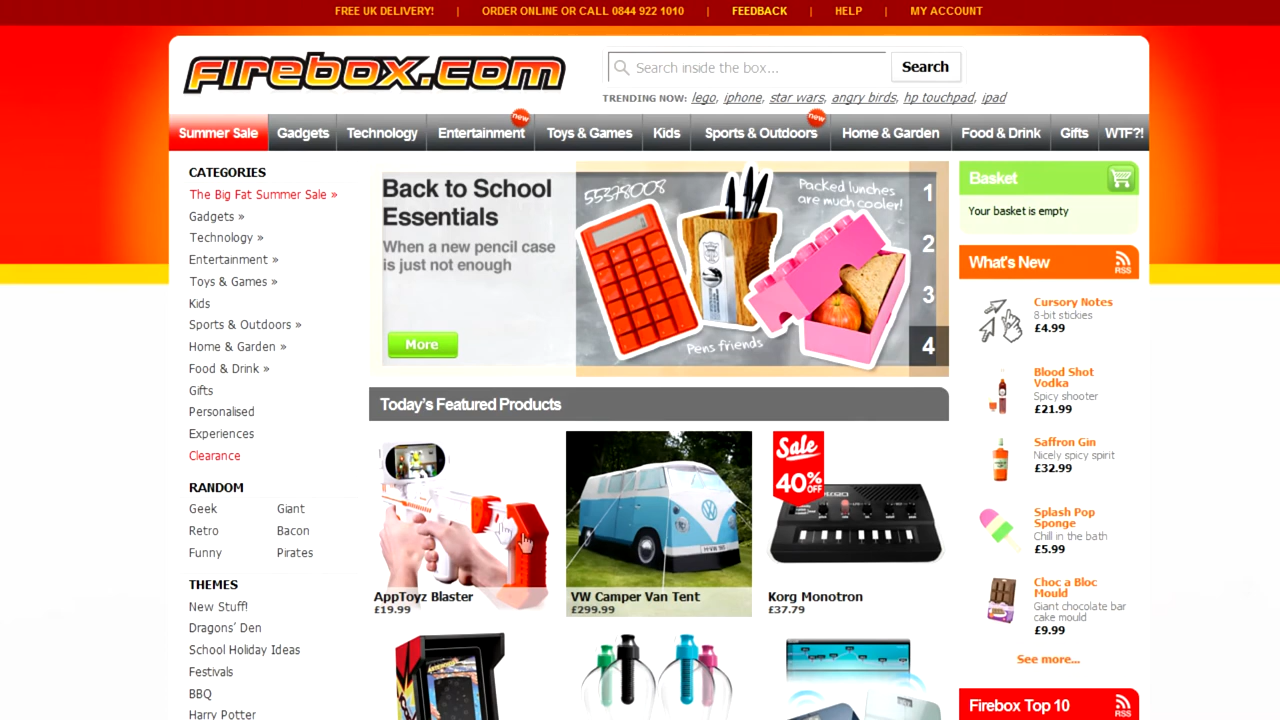 FREE UK DELIVERY! | ORDER ONLINE OR CALL 0844 922 1010 | FEEDBACK | HELP | MY ACCOUNT
firebox.com
Search inside the box...
Search
TRENDING NOW: lego, iphone, star wars, angry birds, hp touchpad, ipad
new
new
Summer Sale Gadgets Technology Entertainment Toys & Games Kids Sports & Outdoors Home & Garden Food & Drink Gifts WTF?!
CATEGORIES
The Big Fat Summer Sale »
Gadgets »
Technology »
Entertainment »
Toys & Games »
Kids
Sports & Outdoors »
Home & Garden »
Food & Drink »
Gifts
Personalised
Experiences
Clearance
RANDOM
Geek Giant
Retro Bacon
Funny Pirates
THEMES
New Stuff!
Dragons' Den
School Holiday Ideas
Festivals
BBQ
Harry Potter
Back to School
Essentials
When a new pencil case
is just not enough
More
55378008
Packed lunches
are much cooler!
Pens friends
1
2
3
4
Today's Featured Products
AppToyz Blaster
£19.99
VW Camper Van Tent
£299.99
Sale
40% OFF
Korg Monotron
£37.79
Basket
Your basket is empty
What's New
RSS
Cursory Notes
8-bit stickies
£4.99
Blood Shot
Vodka
Spicy shooter
£21.99
Saffron Gin
Nicely spicy spirit
£32.99
Splash Pop
Sponge
Chill in the bath
£5.99
Choc a Bloc
Mould
Giant chocolate bar
cake mould
£9.99
See more...
Firebox Top 10
RSS